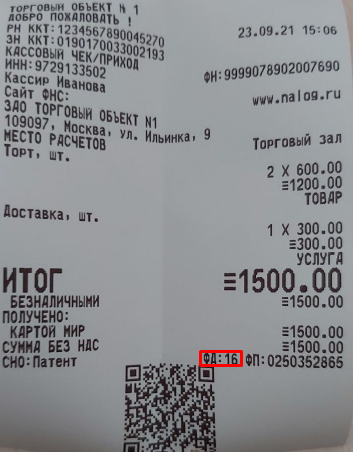 ТОРГОВЫЙ ОБЪЕКТ N 1
ДОБРО ПОЖАЛОВАТЬ !
РН ККТ:1234567890045270 23.09.21 15:06
ЗН ККТ:0190170033002193
КАССОВЫЙ ЧЕК/ПРИХОД
ИНН:9729133502 ФН:9999078902007690
Кассир Иванова
Сайт ФНС: www.nalog.ru
ЗАО ТОРГОВЫЙ ОБЪЕКТ N1
109097, Москва, ул. Ильинка, 9
МЕСТО РАСЧЕТОВ Торговый зал
Торт, шт.
2 X 600.00
≡1200.00
ТОВАР
Доставка, шт.
1 X 300.00
≡300.00
УСЛУГА
ИТОГ ≡1500.00
БЕЗНАЛИЧНЫМИ ≡1500.00
ПОЛУЧЕНО:
КАРТОЙ МИР ≡1500.00
СУММА БЕЗ НДС ≡1500.00
СНО:Патент ФД:16 ФП:0250352865